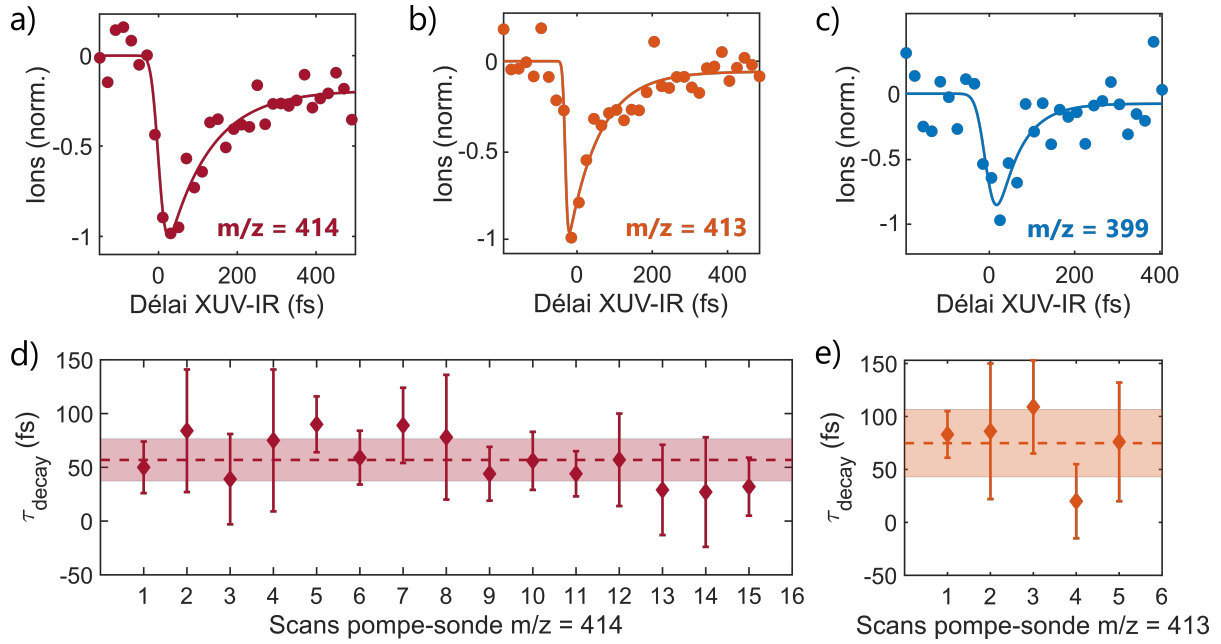 a)
0
-0.5
-1
Ions (norm.)
m/z = 414
0 200 400
Délai XUV-IR (fs)
b)
0
-0.5
-1
Ions (norm.)
m/z = 413
0 200 400
Délai XUV-IR (fs)
c)
0
-0.5
-1
Ions (norm.)
m/z = 399
0 200 400
Délai XUV-IR (fs)
d)
150
100
50
0
-50
τdecay (fs)
1 2 3 4 5 6 7 8 9 10 11 12 13 14 15 16
Scans pompe-sonde m/z = 414
e)
150
100
50
0
-50
τdecay (fs)
1 2 3 4 5 6
Scans pompe-sonde m/z = 413